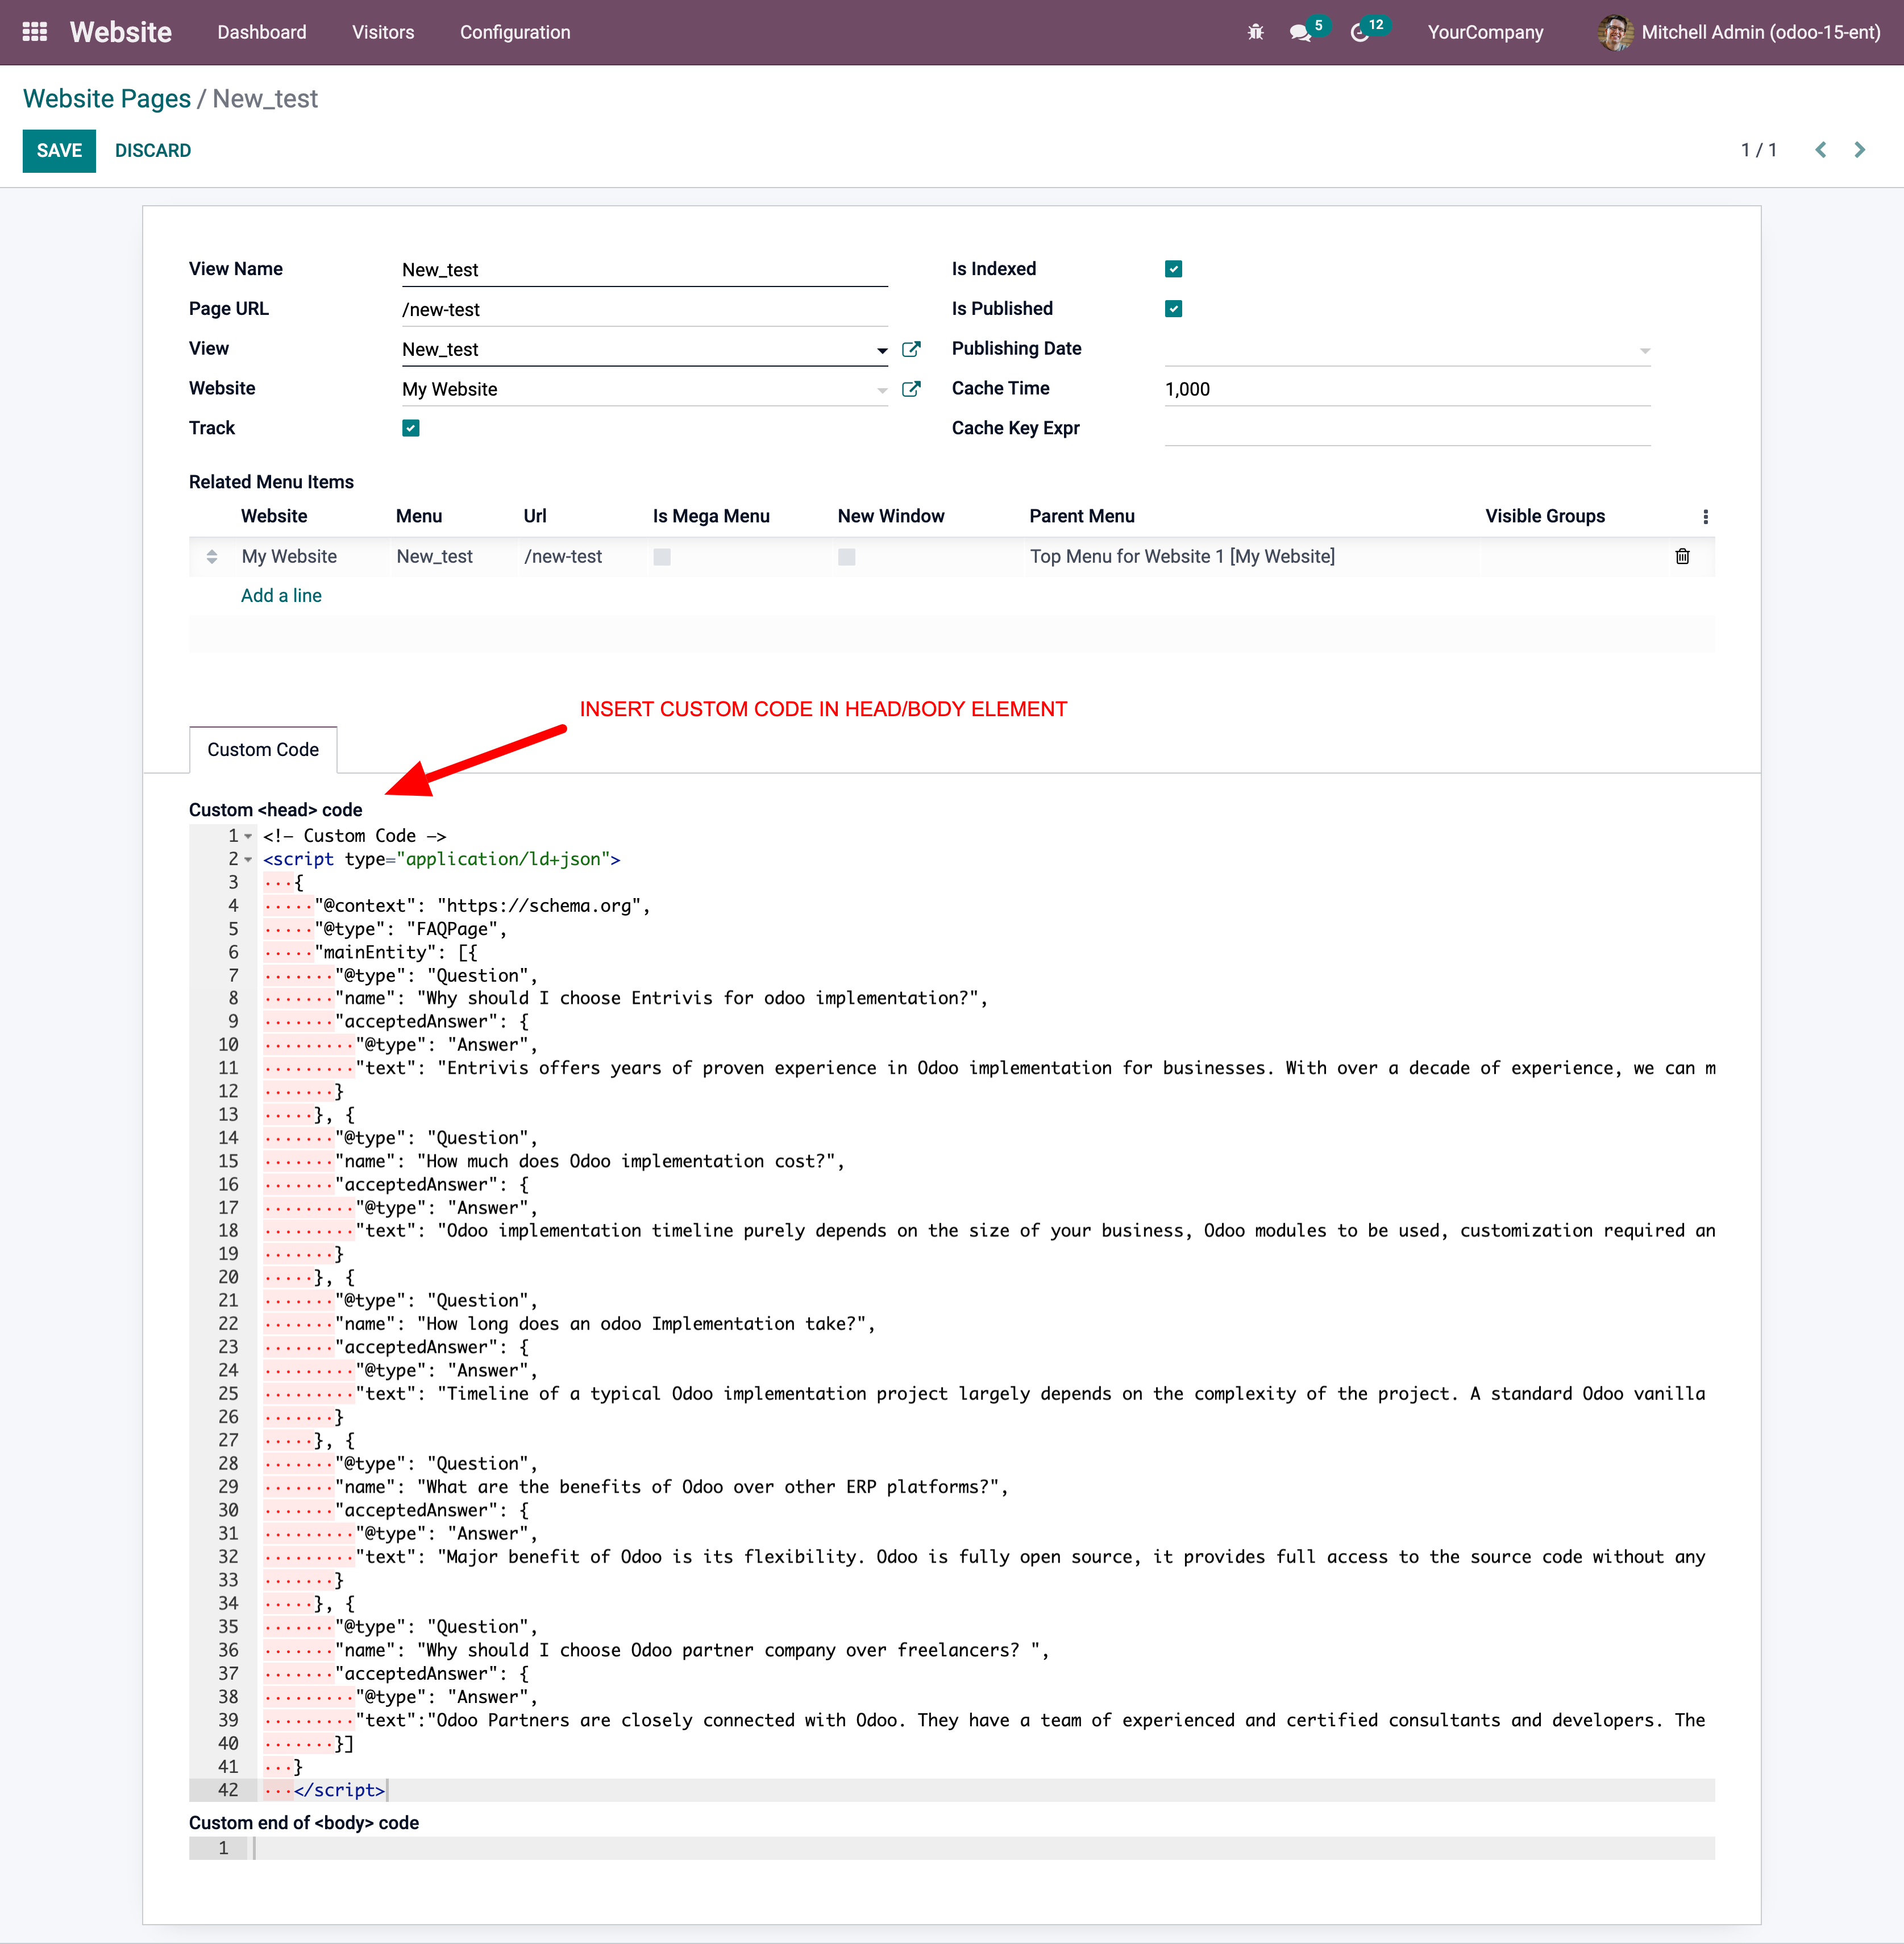 Website Dashboard Visitors Configuration 5 12 YourCompany Mitchell Admin (odoo-15-ent)
Website Pages / New_test
SAVE DISCARD 1 / 1
View Name New_test Is Indexed
Page URL /new-test Is Published
View New_test Publishing Date
Website My Website Cache Time 1,000
Track Cache Key Expr
Related Menu Items
Website Menu Url Is Mega Menu New Window Parent Menu Visible Groups
My Website New_test /new-test Top Menu for Website 1 [My Website]
Add a line
INSERT CUSTOM CODE IN HEAD/BODY ELEMENT
Custom Code
Custom <head> code
1 <!— Custom Code —>
2 <script type="application/ld+json">
3 {
4 "@context": "https://schema.org",
5 "@type": "FAQPage",
6 "mainEntity": [{
7 "@type": "Question",
8 "name": "Why should I choose Entrivis for odoo implementation?",
9 "acceptedAnswer": {
10 "@type": "Answer",
11 "text": "Entrivis offers years of proven experience in Odoo implementation for businesses. With over a decade of experience, we can m
12 }
13 }, {
14 "@type": "Question",
15 "name": "How much does Odoo implementation cost?",
16 "acceptedAnswer": {
17 "@type": "Answer",
18 "text": "Odoo implementation timeline purely depends on the size of your business, Odoo modules to be used, customization required an
19 }
20 }, {
21 "@type": "Question",
22 "name": "How long does an odoo Implementation take?",
23 "acceptedAnswer": {
24 "@type": "Answer",
25 "text": "Timeline of a typical Odoo implementation project largely depends on the complexity of the project. A standard Odoo vanilla
26 }
27 }, {
28 "@type": "Question",
29 "name": "What are the benefits of Odoo over other ERP platforms?",
30 "acceptedAnswer": {
31 "@type": "Answer",
32 "text": "Major benefit of Odoo is its flexibility. Odoo is fully open source, it provides full access to the source code without any
33 }
34 }, {
35 "@type": "Question",
36 "name": "Why should I choose Odoo partner company over freelancers? ",
37 "acceptedAnswer": {
38 "@type": "Answer",
39 "text":"Odoo Partners are closely connected with Odoo. They have a team of experienced and certified consultants and developers. The
40 }]
41 }
42 </script>
Custom end of <body> code
1